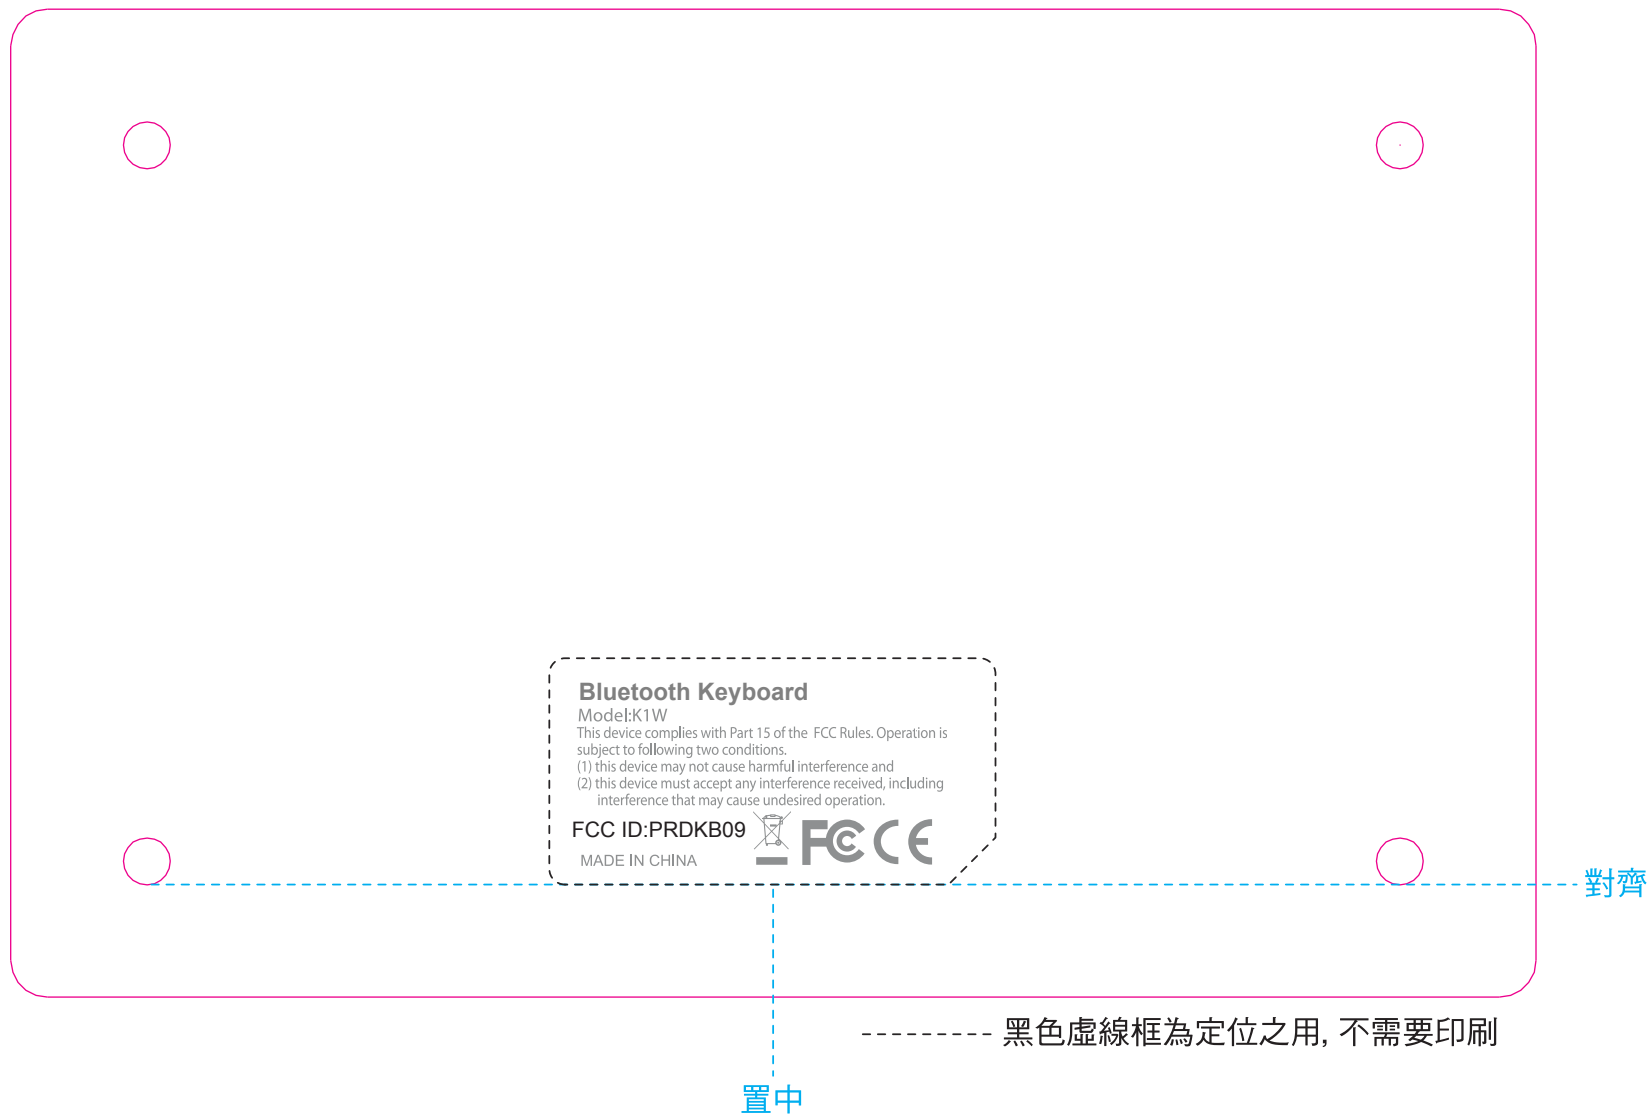 Bluetooth Keyboard
Model:K1W
This device complies with Part 15 of the FCC Rules. Operation is
subject to following two conditions.
(1) this device may not cause harmful interference and
(2) this device must accept any interference received, including
interference that may cause undesired operation.
FCC ID:PRDKB09
FC CE
MADE IN CHINA
對齊
黑色虛線框為定位之用, 不需要印刷
置中